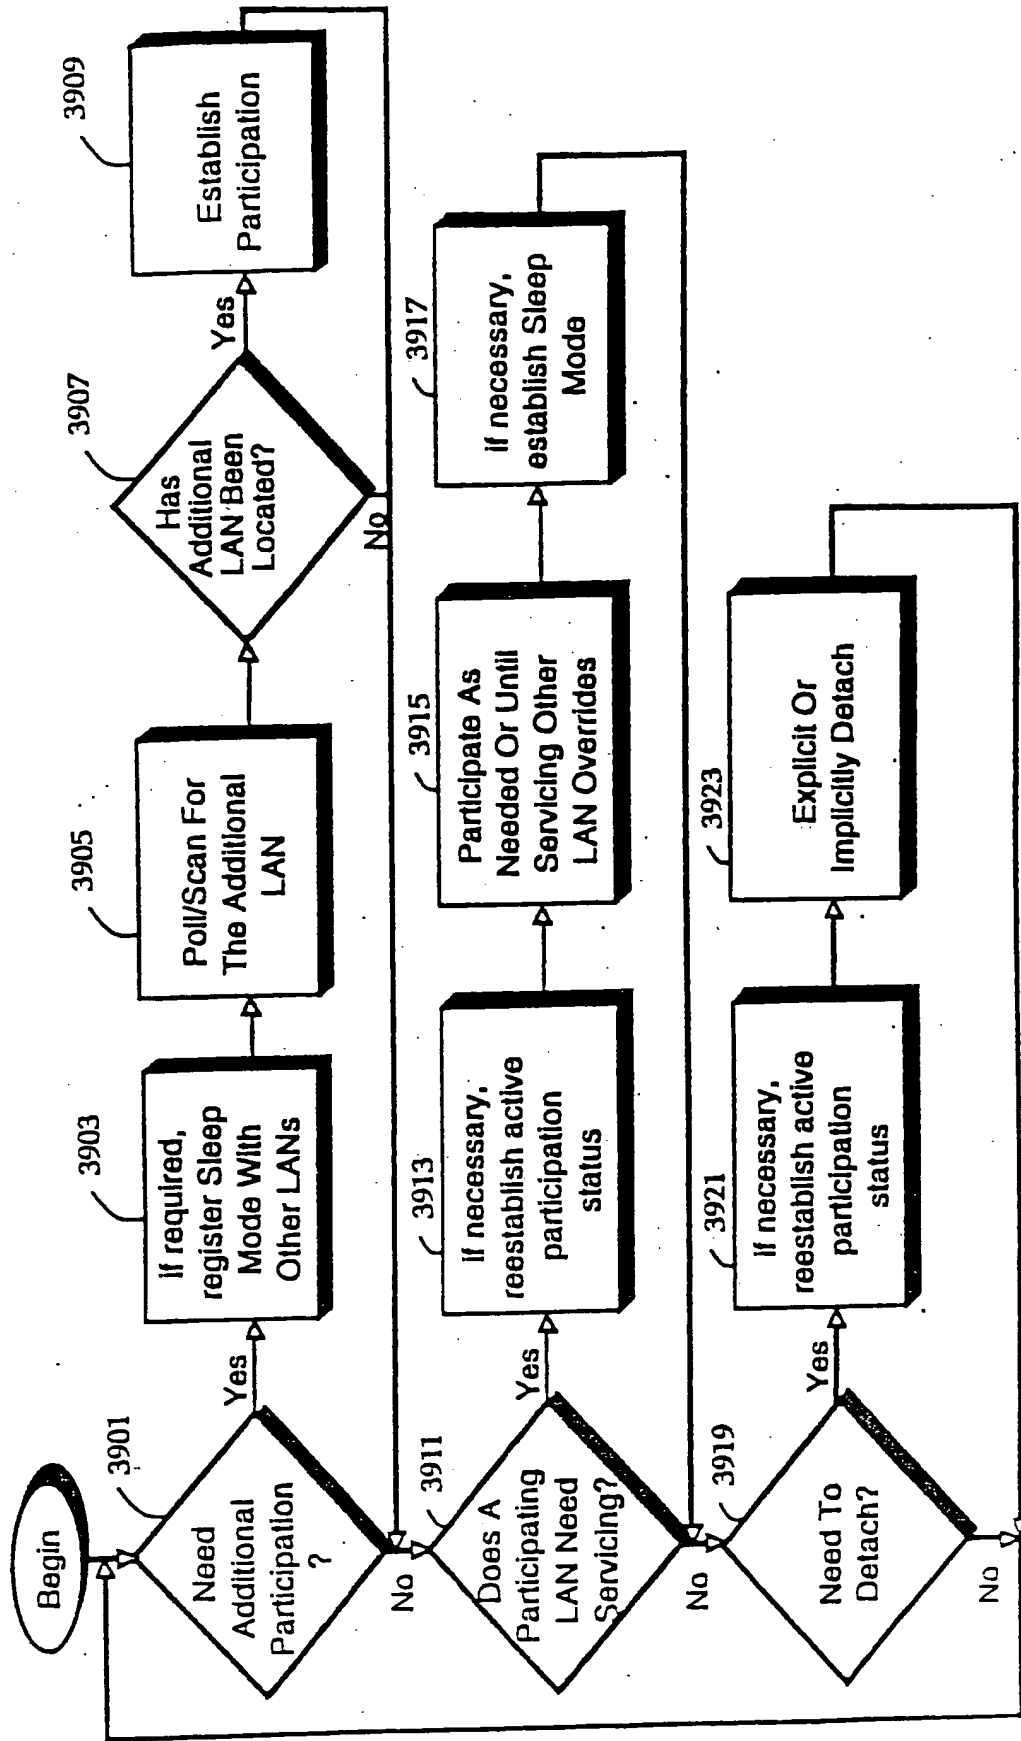 Begin
3901
Need
Additional
Participation
?
Yes
No
3903
If required,
register Sleep
Mode With
Other LANs
3905
Poll/Scan For
The Additional
LAN
3907
Has
Additional
LAN Been
Located?
Yes
No
3909
Establish
Participation
3911
Does A
Participating
LAN Need
Servicing?
Yes
No
3913
If necessary,
reestablish active
participation
status
3915
Participate As
Needed Or Until
Servicing Other
LAN Overrides
3917
If necessary,
establish Sleep
Mode
3919
Need To
Detach?
Yes
No
3921
If necessary,
reestablish active
participation
status
3923
Explicit Or
Implicitly Detach